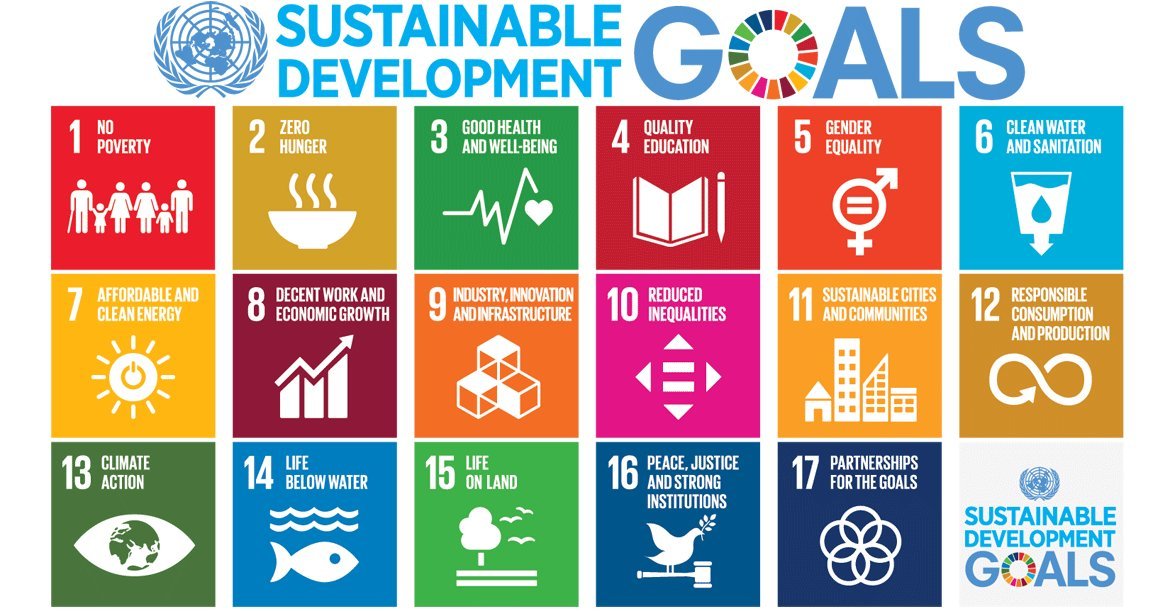 SUSTAINABLE
DEVELOPMENT
GOALS
1 NO
POVERTY
2 ZERO
HUNGER
3 GOOD HEALTH
AND WELL-BEING
4 QUALITY
EDUCATION
5 GENDER
EQUALITY
6 CLEAN WATER
AND SANITATION
7 AFFORDABLE AND
CLEAN ENERGY
8 DECENT WORK AND
ECONOMIC GROWTH
9 INDUSTRY, INNOVATION
AND INFRASTRUCTURE
10 REDUCED
INEQUALITIES
11 SUSTAINABLE CITIES
AND COMMUNITIES
12 RESPONSIBLE
CONSUMPTION
AND PRODUCTION
13 CLIMATE
ACTION
14 LIFE
BELOW WATER
15 LIFE
ON LAND
16 PEACE, JUSTICE
AND STRONG
INSTITUTIONS
17 PARTNERSHIPS
FOR THE GOALS
SUSTAINABLE
DEVELOPMENT
GOALS